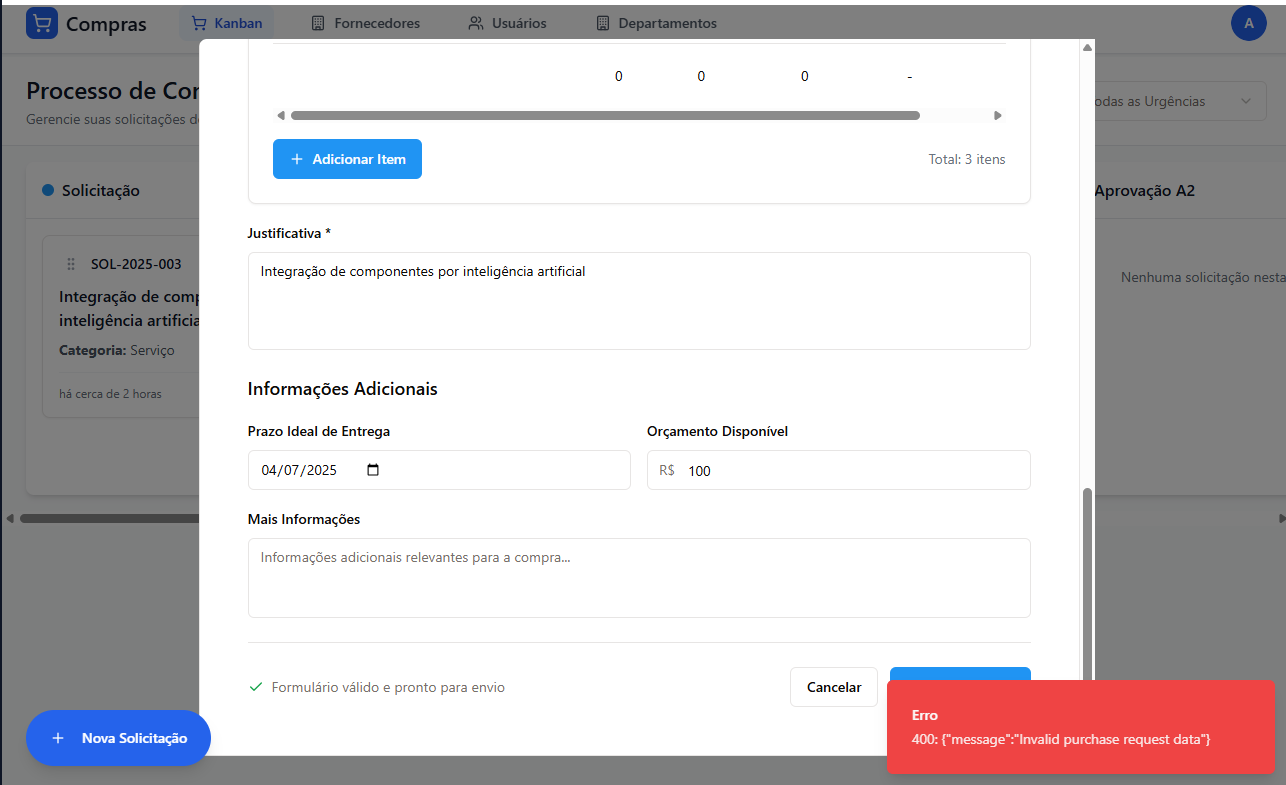 Compras
Kanban
Fornecedores
Usuários
Departamentos
A
Processo de Cor
Gerencie suas solicitações d
odas as Urgências
0 0 0 -
Adicionar Item
Total: 3 itens
Solicitação
Aprovação A2
Justificativa *
Integração de componentes por inteligência artificial
SOL-2025-003
Integração de comp
inteligência artificia
Categoria: Serviço
há cerca de 2 horas
Nenhuma solicitação nesta
Informações Adicionais
Prazo Ideal de Entrega
Orçamento Disponível
04/07/2025
R$ 100
Mais Informações
Informações adicionais relevantes para a compra...
Formulário válido e pronto para envio
Cancelar
Nova Solicitação
Erro
400: {"message":"Invalid purchase request data"}